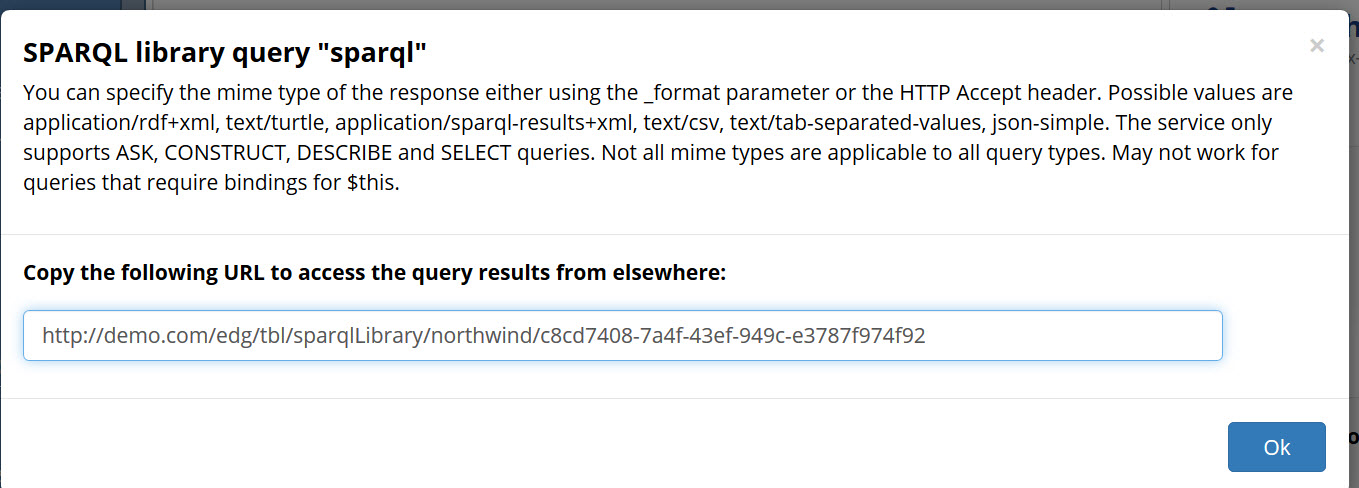 SPARQL library query "sparql"
×
You can specify the mime type of the response either using the _format parameter or the HTTP Accept header. Possible values are
application/rdf+xml, text/turtle, application/sparql-results+xml, text/csv, text/tab-separated-values, json-simple. The service only
supports ASK, CONSTRUCT, DESCRIBE and SELECT queries. Not all mime types are applicable to all query types. May not work for
queries that require bindings for $this.
Copy the following URL to access the query results from elsewhere:
http://demo.com/edg/tbl/sparqlLibrary/northwind/c8cd7408-7a4f-43ef-949c-e3787f974f92
Ok